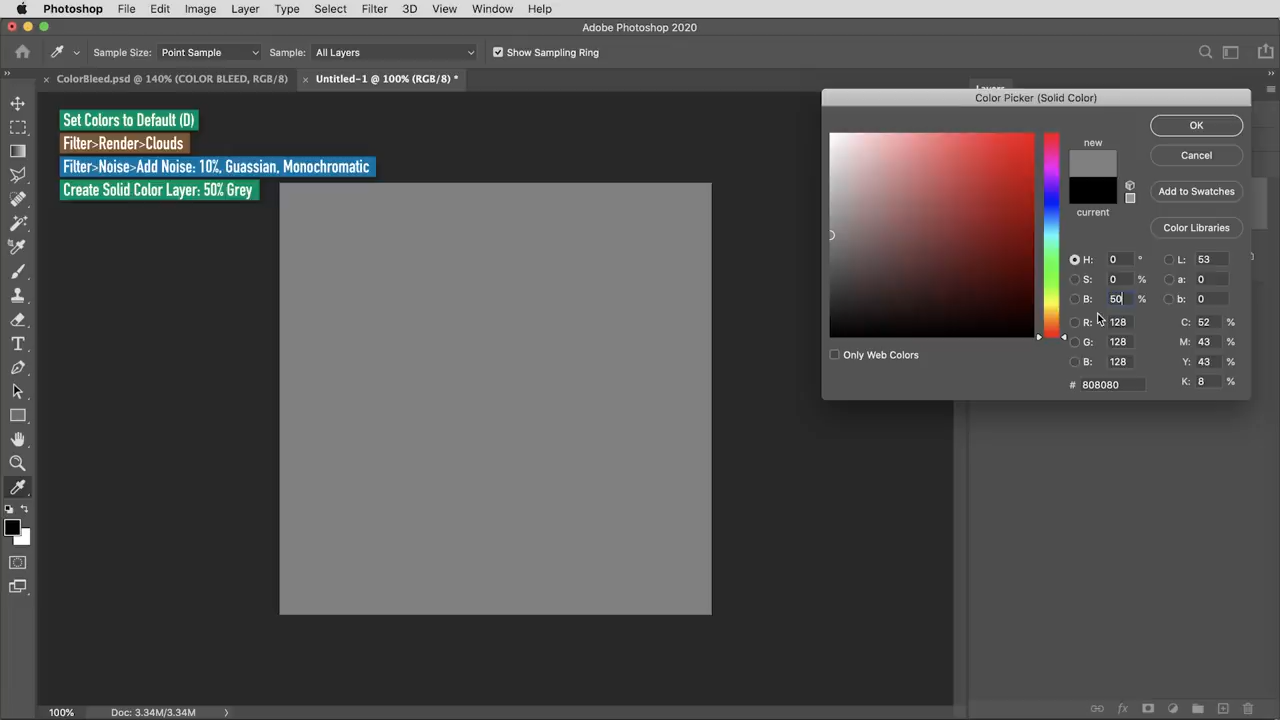 Photoshop File Edit Image Layer Type Select Filter 3D View Window Help
Adobe Photoshop 2020
Sample Size: Point Sample Sample: All Layers Show Sampling Ring
ColorBleed.psd @ 140% (COLOR BLEED, RGB/8) Untitled-1 @ 100% (RGB/8) *
Layers
Color Picker (Solid Color)
Set Colors to Default (D)
Filter>Render>Clouds
Filter>Noise>Add Noise: 10%, Guassian, Monochromatic
Create Solid Color Layer: 50% Grey
new
current
OK
Cancel
Add to Swatches
Color Libraries
H: 0 ° L: 53
S: 0 % a: 0
B: 50 % b: 0
R: 128 C: 52 %
G: 128 M: 43 %
B: 128 Y: 43 %
# 808080 K: 8 %
Only Web Colors
100% Doc: 3.34M/3.34M